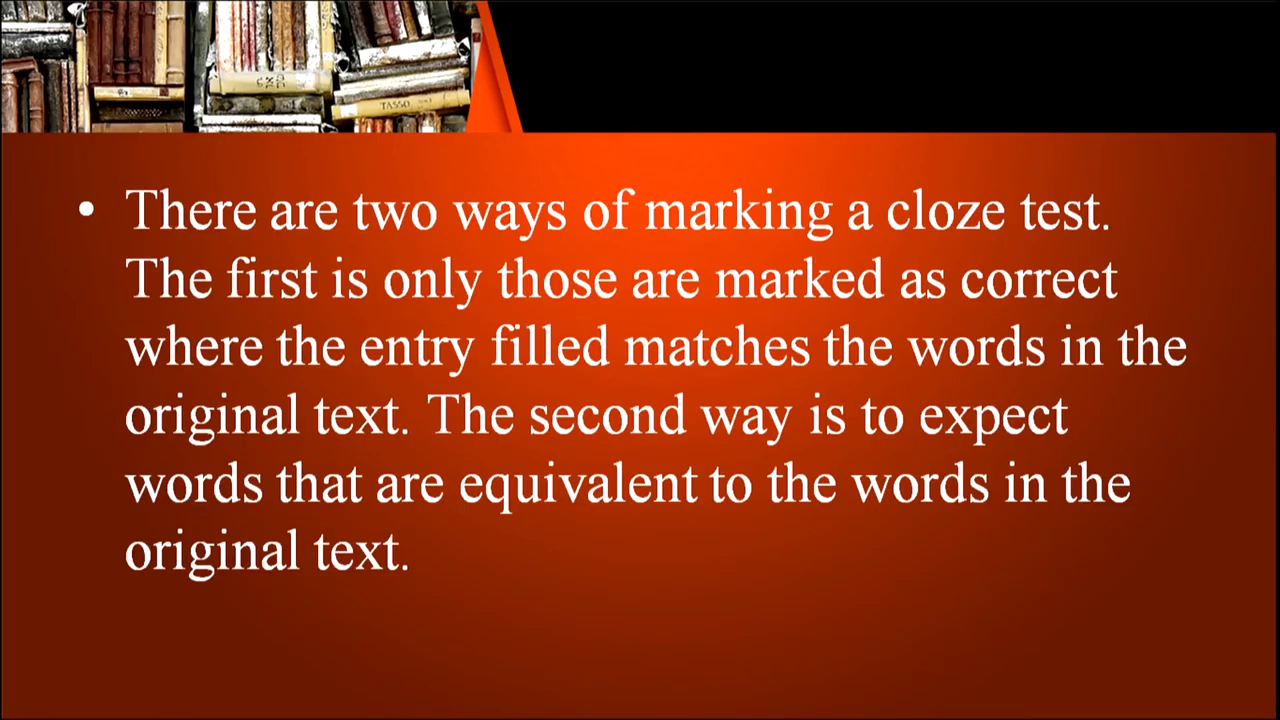 TASSO
• There are two ways of marking a cloze test.
The first is only those are marked as correct
where the entry filled matches the words in the
original text. The second way is to expect
words that are equivalent to the words in the
original text.